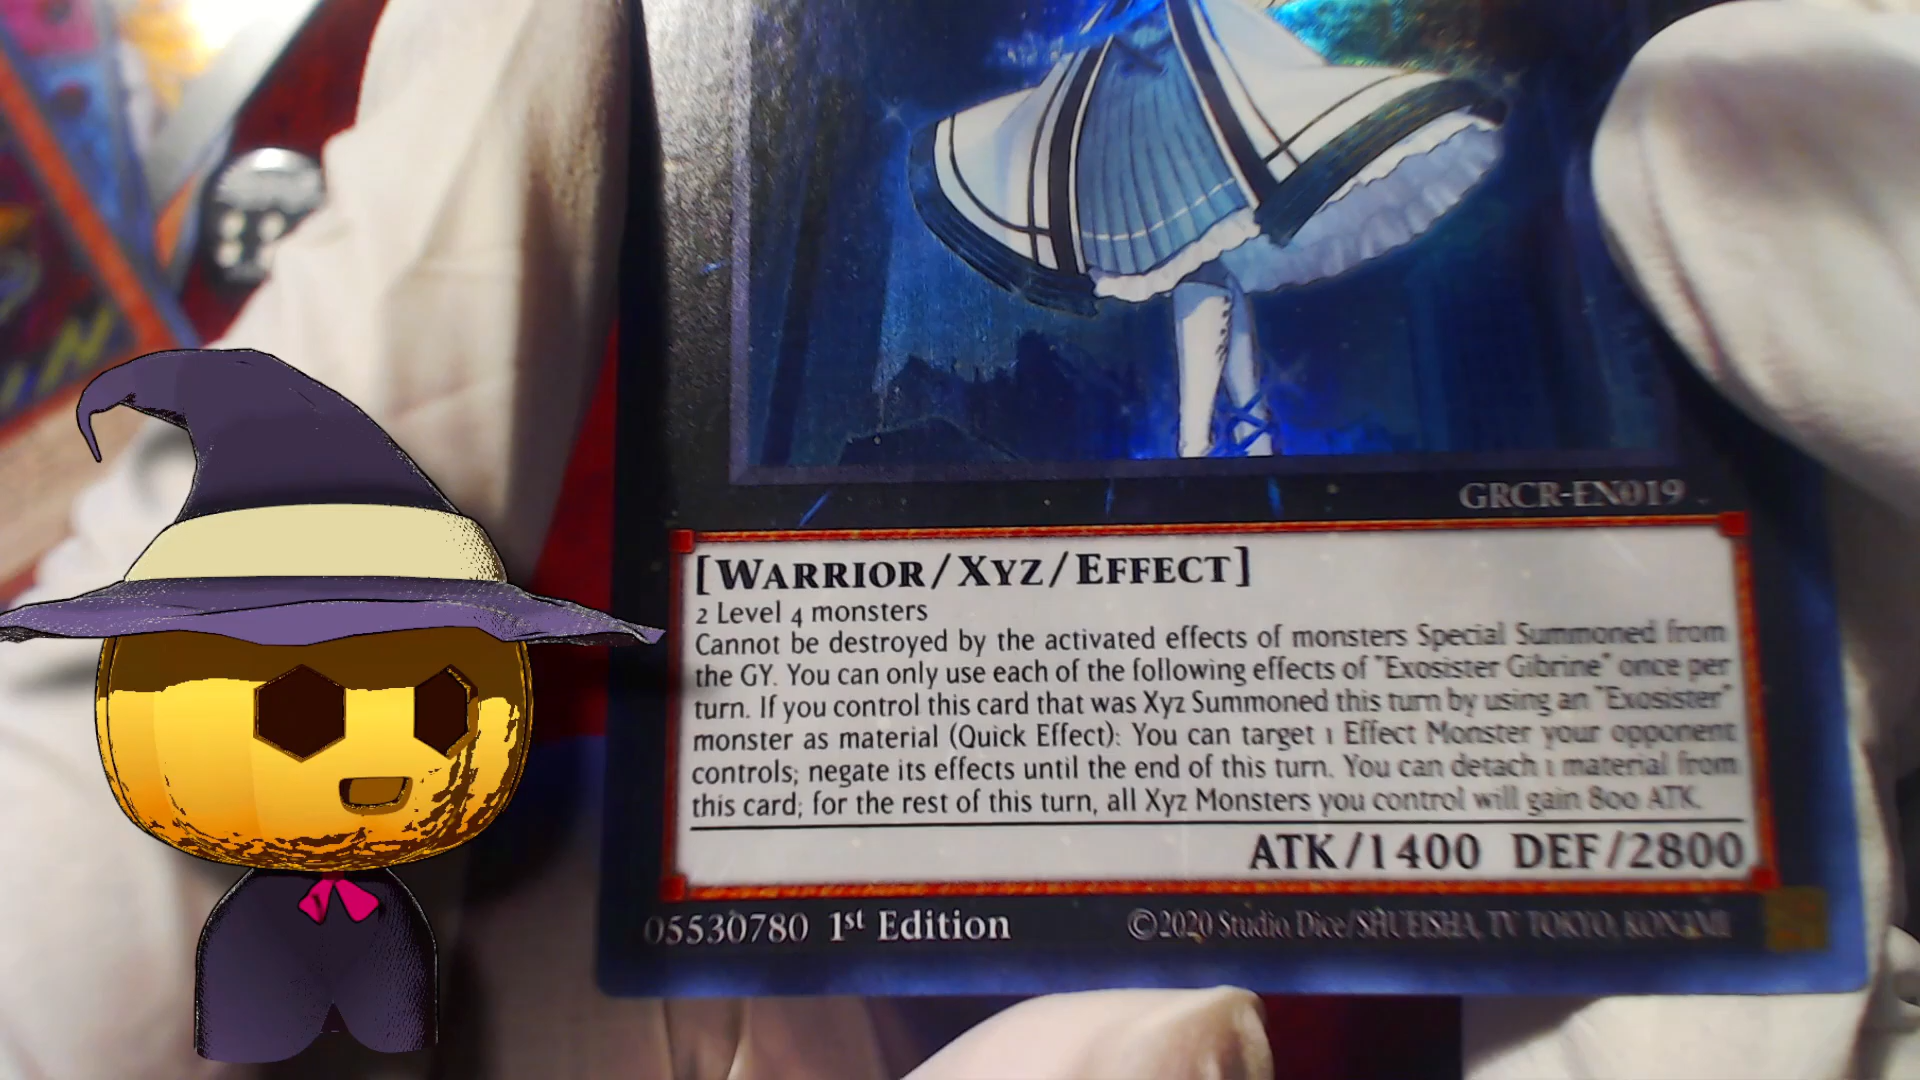 GRCR-EN019
[WARRIOR/XYZ/EFFECT]
2 Level 4 monsters
Cannot be destroyed by the activated effects of monsters Special Summoned from
the GY. You can only use each of the following effects of "Exosister Gibrine" once per
turn. If you control this card that was Xyz Summoned this turn by using an "Exosister"
monster as material (Quick Effect): You can target 1 Effect Monster your opponent
controls; negate its effects until the end of this turn. You can detach 1 material from
this card; for the rest of this turn, all Xyz Monsters you control will gain 800 ATK.
ATK/1400 DEF/2800
05530780 1st Edition ©2020 Studio Dice/SHUEISHA, TV TOKYO, KONAMI